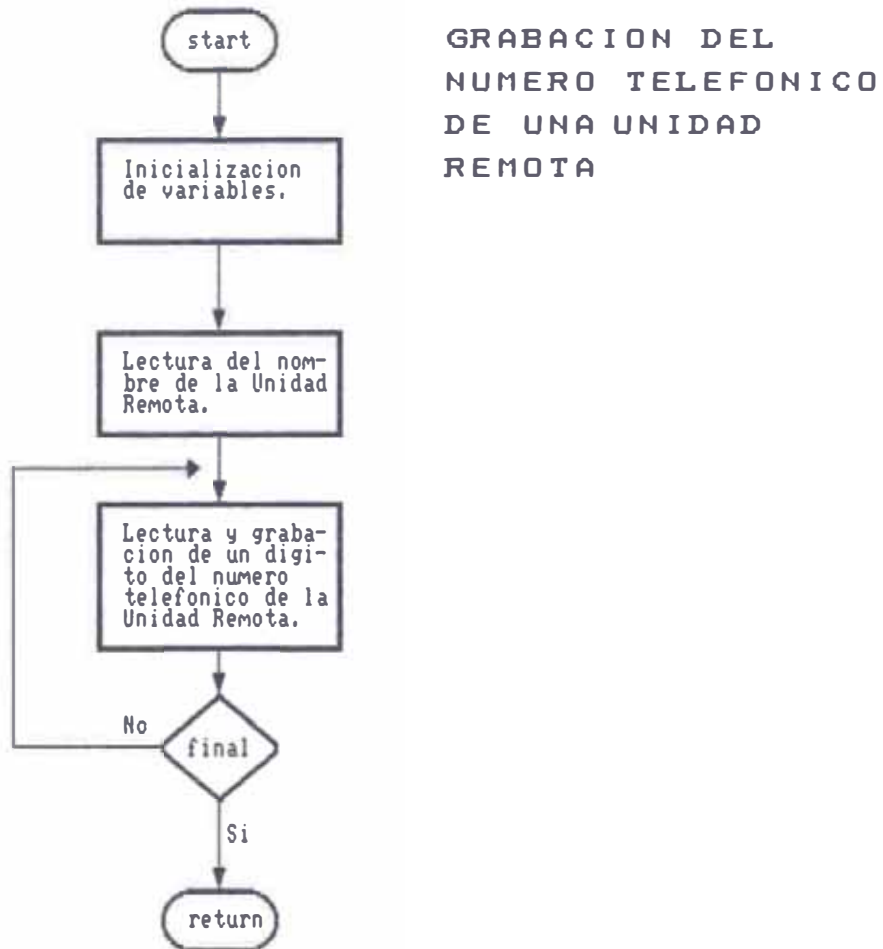 start
GRABACION DEL
NUMERO TELEFONICO
DE UNA UNIDAD
REMOTA
Inicializacion
de variables.
Lectura del nom-
bre de la Unidad
Remota.
Lectura y graba-
cion de un digi-
to del numero
telefonico de la
Unidad Remota.
No
final
Si
return